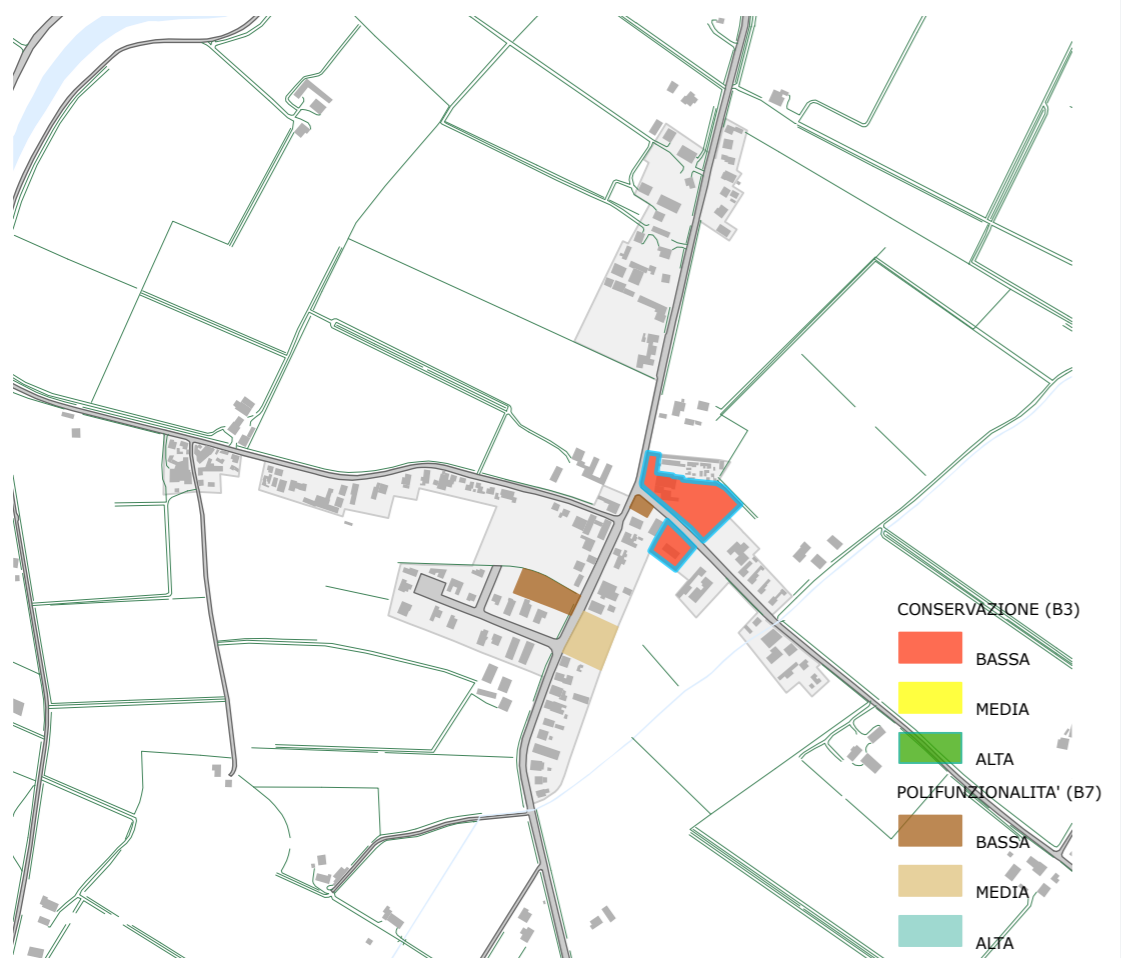 CONSERVAZIONE (B3)
BASSA
MEDIA
ALTA
POLIFUNZIONALITA' (B7)
BASSA
MEDIA
ALTA